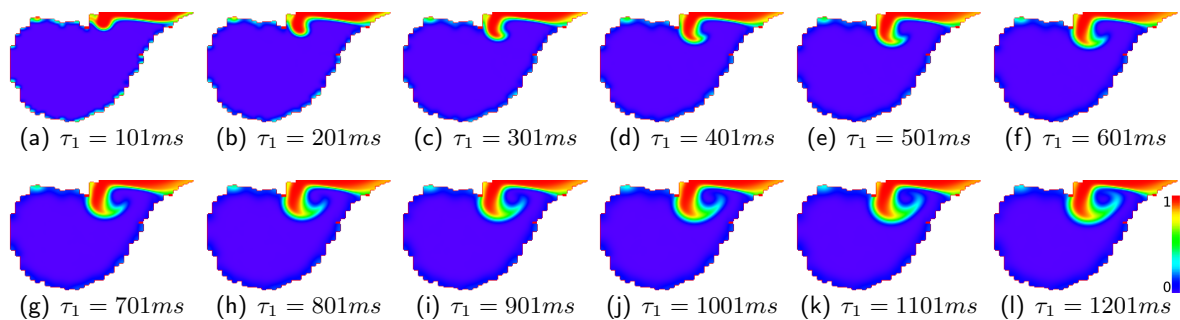 (a) τ₁ = 101ms
(b) τ₁ = 201ms
(c) τ₁ = 301ms
(d) τ₁ = 401ms
(e) τ₁ = 501ms
(f) τ₁ = 601ms
1
0
(g) τ₁ = 701ms
(h) τ₁ = 801ms
(i) τ₁ = 901ms
(j) τ₁ = 1001ms
(k) τ₁ = 1101ms
(l) τ₁ = 1201ms